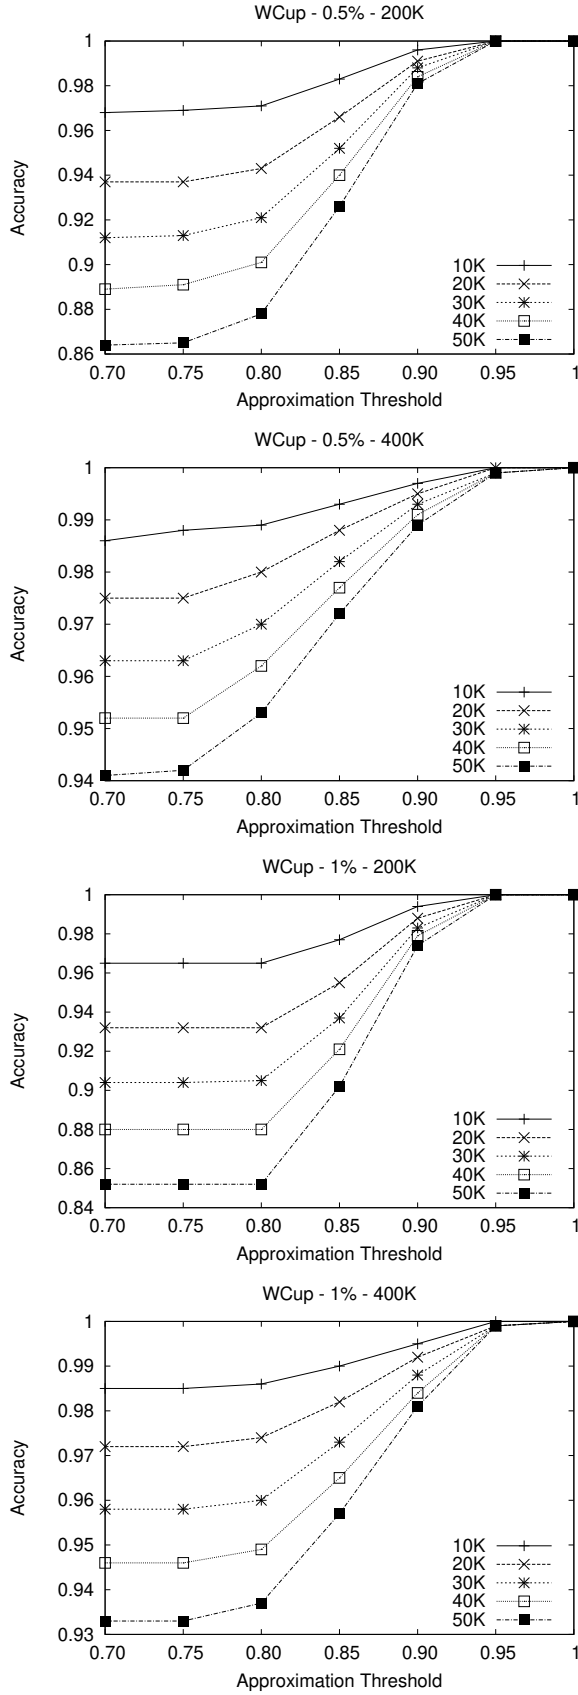 WCup - 0.5% - 200K
1
0.98
0.96
0.94
0.92
0.9
0.88
0.86
Accuracy
10K
20K
30K
40K
50K
0.70 0.75 0.80 0.85 0.90 0.95 1
Approximation Threshold
WCup - 0.5% - 400K
1
0.99
0.98
0.97
0.96
0.95
0.94
Accuracy
10K
20K
30K
40K
50K
0.70 0.75 0.80 0.85 0.90 0.95 1
Approximation Threshold
WCup - 1% - 200K
1
0.98
0.96
0.94
0.92
0.9
0.88
0.86
0.84
Accuracy
10K
20K
30K
40K
50K
0.70 0.75 0.80 0.85 0.90 0.95 1
Approximation Threshold
WCup - 1% - 400K
1
0.99
0.98
0.97
0.96
0.95
0.94
0.93
Accuracy
10K
20K
30K
40K
50K
0.70 0.75 0.80 0.85 0.90 0.95 1
Approximation Threshold